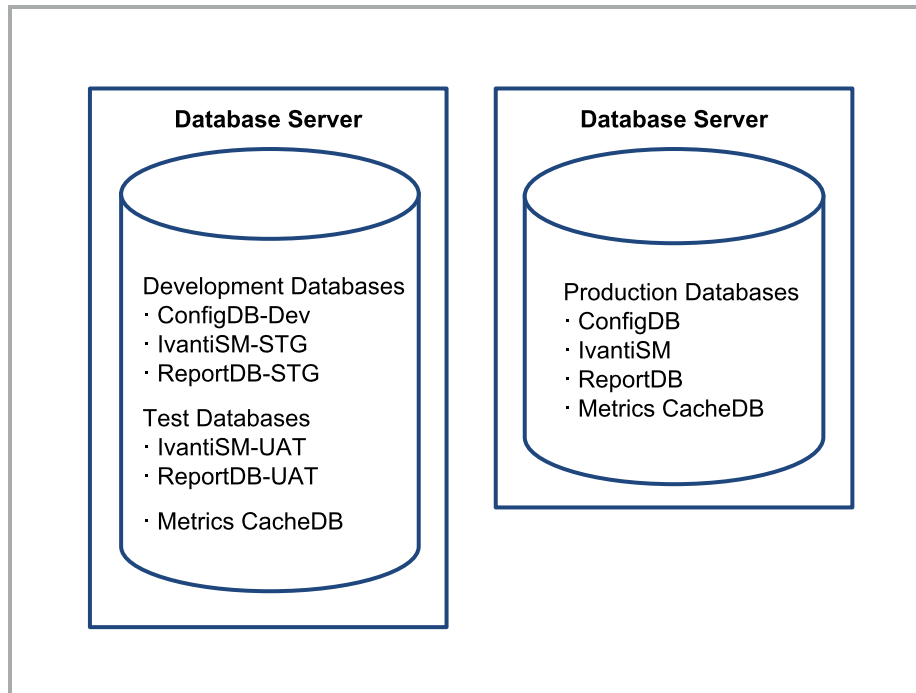 Database Server
Development Databases
· ConfigDB-Dev
· IvantiSM-STG
· ReportDB-STG
Test Databases
· IvantiSM-UAT
· ReportDB-UAT
· Metrics CacheDB
Database Server
Production Databases
· ConfigDB
· IvantiSM
· ReportDB
· Metrics CacheDB